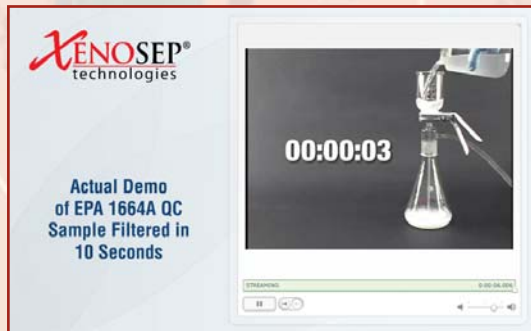 XENOSEP®
technologies
Actual Demo
of EPA 1664A QC
Sample Filtered in
10 Seconds
00:00:03
STREAMING